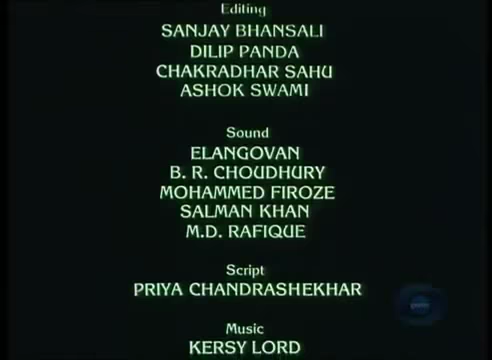 Editing
SANJAY BHANSALI
DILIP PANDA
CHAKRADHAR SAHU
ASHOK SWAMI
Sound
ELANGOVAN
B. R. CHOUDHURY
MOHAMMED FIROZE
SALMAN KHAN
M.D. RAFIQUE
Script
PRIYA CHANDRASHEKHAR
Music
KERSY LORD